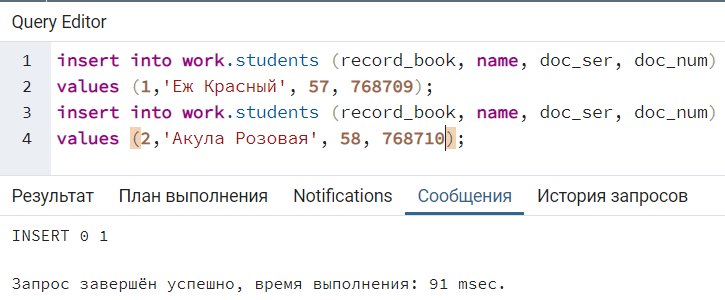 Query Editor
1 insert into work.students (record_book, name, doc_ser, doc_num)
2 values (1,'Еж Красный', 57, 768709);
3 insert into work.students (record_book, name, doc_ser, doc_num)
4 values (2,'Акула Розовая', 58, 768710);
Результат План выполнения Notifications Сообщения История запросов
INSERT 0 1
Запрос завершён успешно, время выполнения: 91 msec.